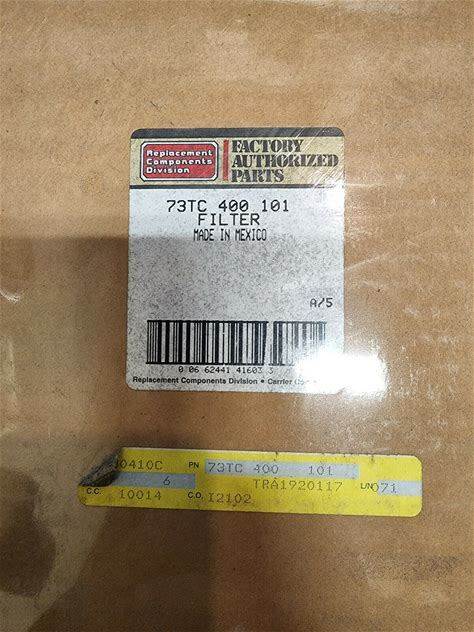 Replacement
Components
Division
FACTORY
AUTHORIZED
PARTS
73TC 400 101
FILTER
MADE IN MEXICO
A/5
0 06 62441 41603 3
Replacement Components Division • Carrier
0410C PN 73TC 400 101
6 TRA1920117 L/N 071
C.C. 10014 C.O. I2102